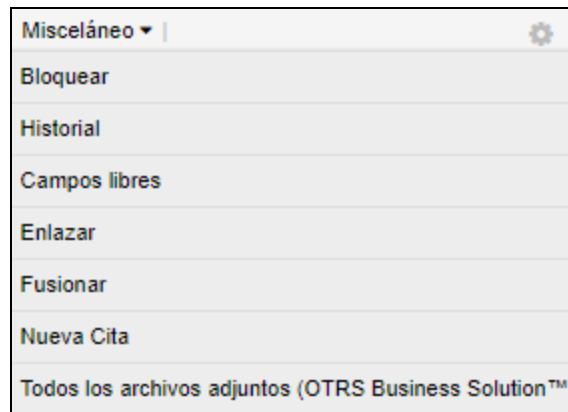 Misceláneo
Bloquear
Historial
Campos libres
Enlazar
Fusionar
Nueva Cita
Todos los archivos adjuntos (OTRS Business Solution™